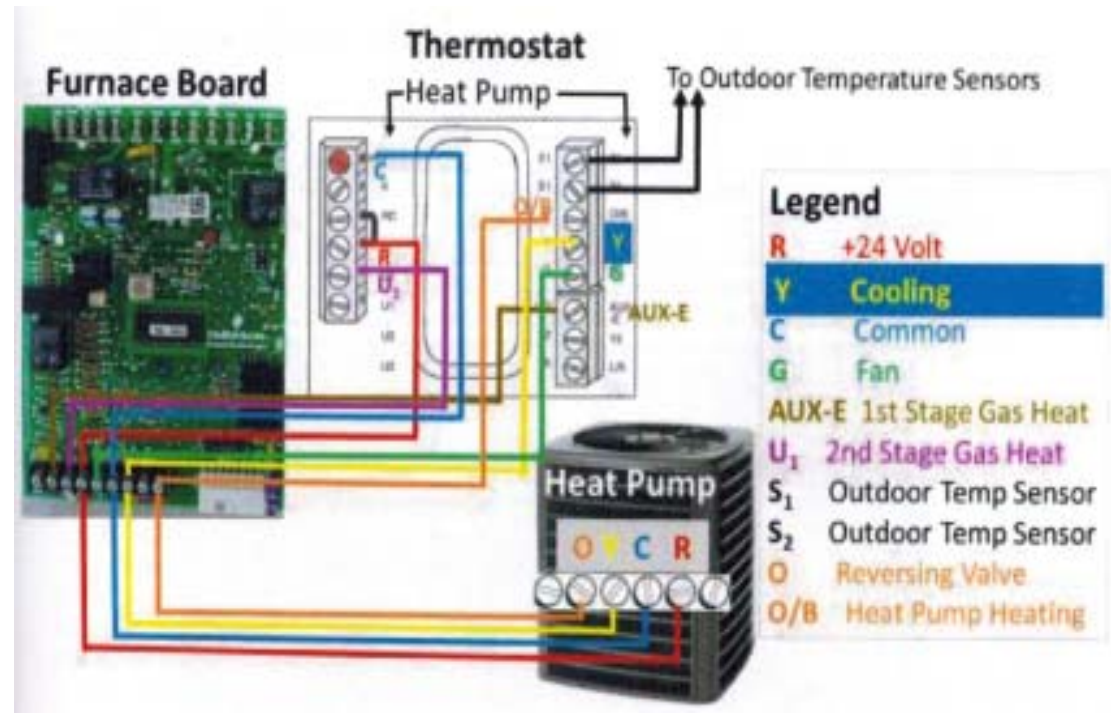 Thermostat
Furnace Board
Heat Pump
To Outdoor Temperature Sensors
C
O/B
R
U2
Y
G
AUX-E
Legend
R +24 Volt
Y Cooling
C Common
G Fan
AUX-E 1st Stage Gas Heat
U1 2nd Stage Gas Heat
S1 Outdoor Temp Sensor
S2 Outdoor Temp Sensor
O Reversing Valve
O/B Heat Pump Heating
Heat Pump
O Y C R